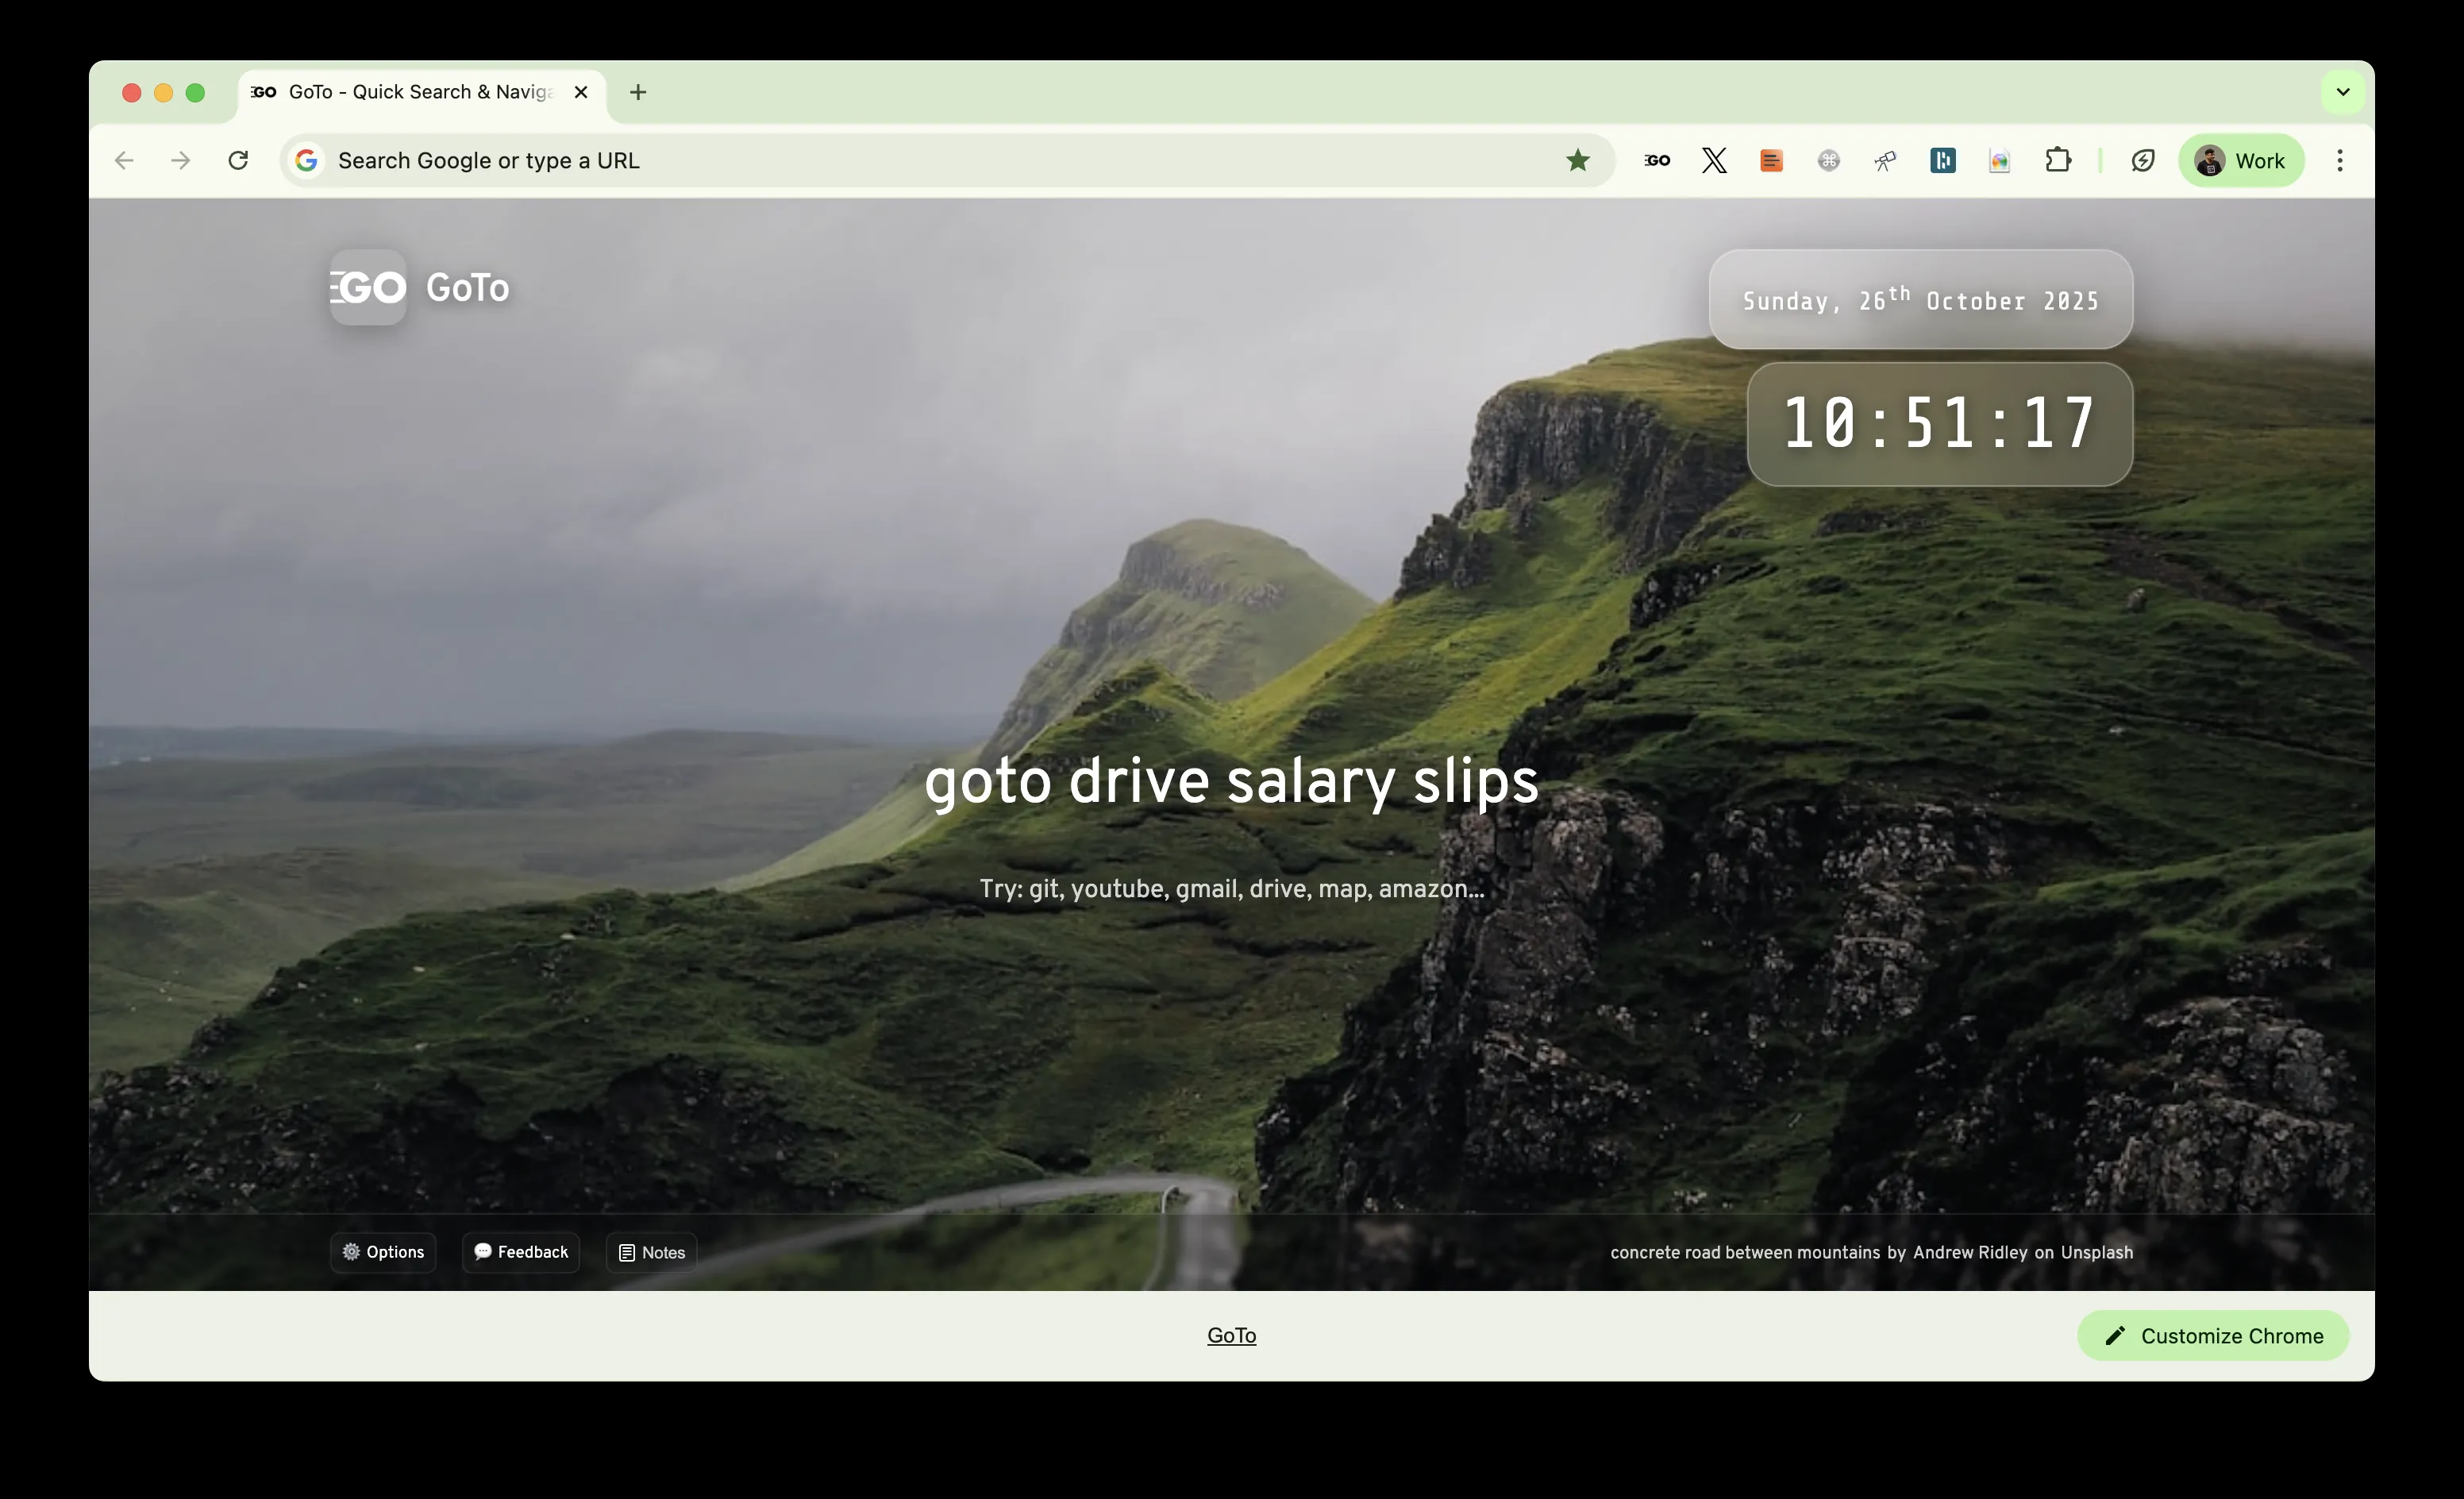 GO GoTo - Quick Search & Naviga
Search Google or type a URL
GO
Work
GO GoTo
Sunday, 26th October 2025
10:51:17
goto drive salary slips
Try: git, youtube, gmail, drive, map, amazon...
Options
Feedback
Notes
concrete road between mountains by Andrew Ridley on Unsplash
GoTo
Customize Chrome